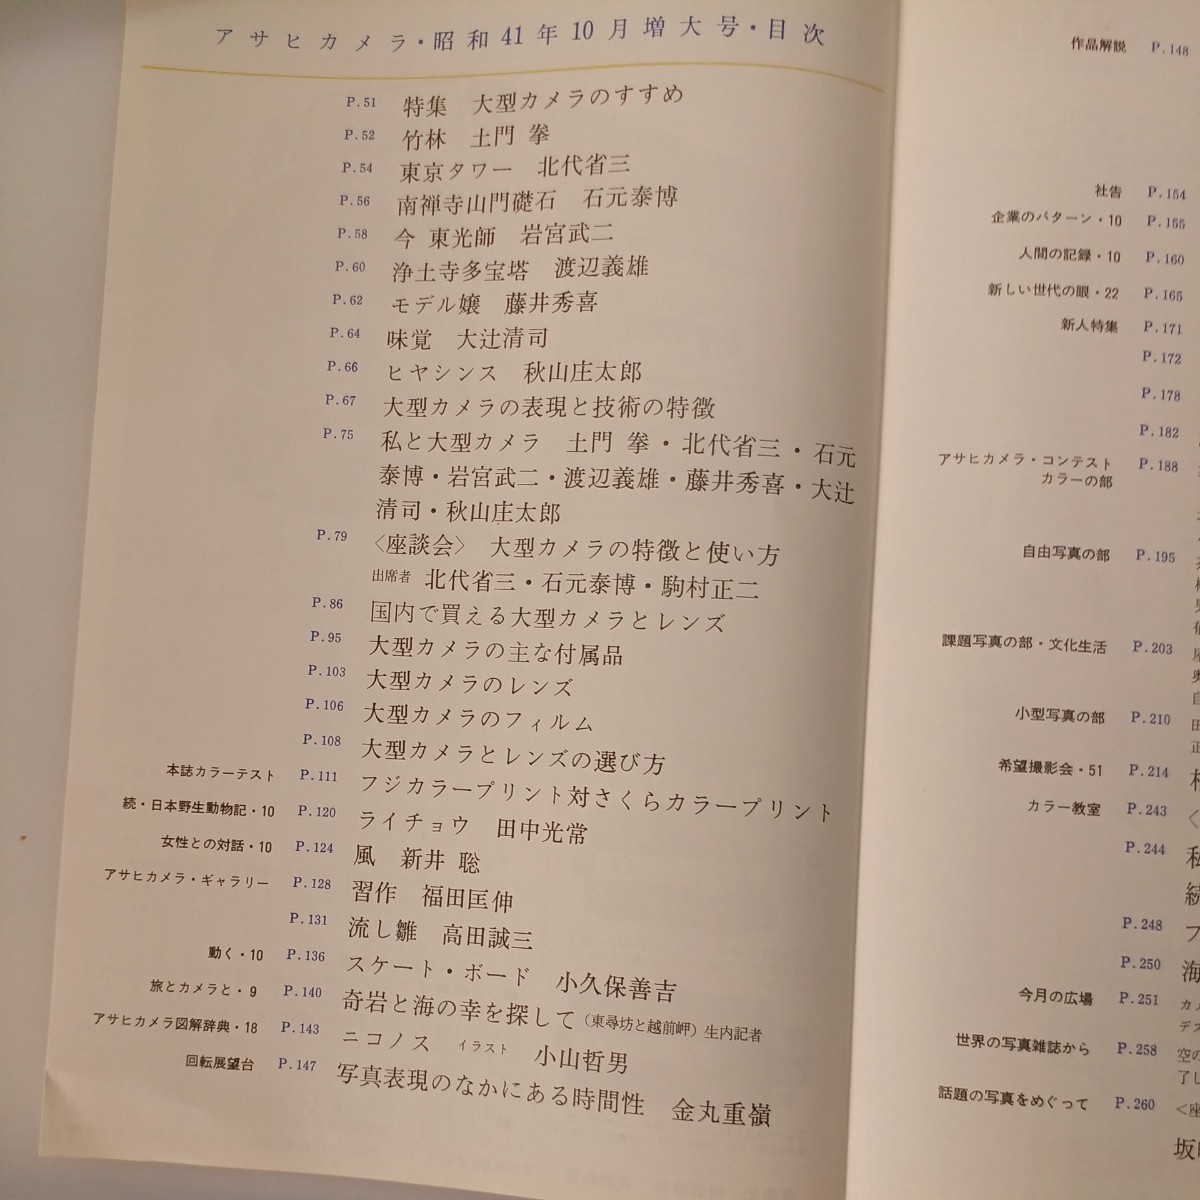 アサヒカメラ・昭和41年10月増大号・目次
P.51 特集 大型カメラのすすめ
P.52 竹林 土門 拳
P.54 東京タワー 北代省三
P.56 南禅寺山門礎石 石元泰博
P.58 今 東光師 岩宮武二
P.60 浄土寺多宝塔 渡辺義雄
P.62 モデル嬢 藤井秀喜
P.64 味覚 大辻清司
P.66 ヒヤシンス 秋山庄太郎
P.67 大型カメラの表現と技術の特徴
P.75 私と大型カメラ 土門 拳・北代省三・石元
泰博・岩宮武二・渡辺義雄・藤井秀喜・大辻
清司・秋山庄太郎
P.79 〈座談会〉 大型カメラの特徴と使い方
出席者 北代省三・石元泰博・駒村正二
P.86 国内で買える大型カメラとレンズ
P.95 大型カメラの主な付属品
P.103 大型カメラのレンズ
P.106 大型カメラのフィルム
P.108 大型カメラとレンズの選び方
本誌カラーテスト P.111 フジカラープリント対さくらカラープリント
続・日本野生動物記・10 P.120 ライチョウ 田中光常
女性との対話・10 P.124 風 新井 聡
アサヒカメラ・ギャラリー P.128 習作 福田匡伸
P.131 流し雛 高田誠三
動く・10 P.136 スケート・ボード 小久保善吉
旅とカメラと・9 P.140 奇岩と海の幸を探して（東尋坊と越前岬）生内記者
アサヒカメラ図解辞典・18 P.143 ニコノス イラスト 小山哲男
回転展望台 P.147 写真表現のなかにある時間性 金丸重嶺
作品解説 P.148
社告 P.154
企業のパターン・10 P.155
人間の記録・10 P.160
新しい世代の眼・22 P.165
新人特集 P.171
P.172
P.178
P.182
アサヒカメラ・コンテスト P.188
カラーの部
自由写真の部 P.195
課題写真の部・文化生活 P.203
小型写真の部 P.210
希望撮影会・51 P.214
カラー教室 P.243
P.244
P.248
P.250 海
今月の広場 P.251
世界の写真雑誌から P.258
話題の写真をめぐって P.260